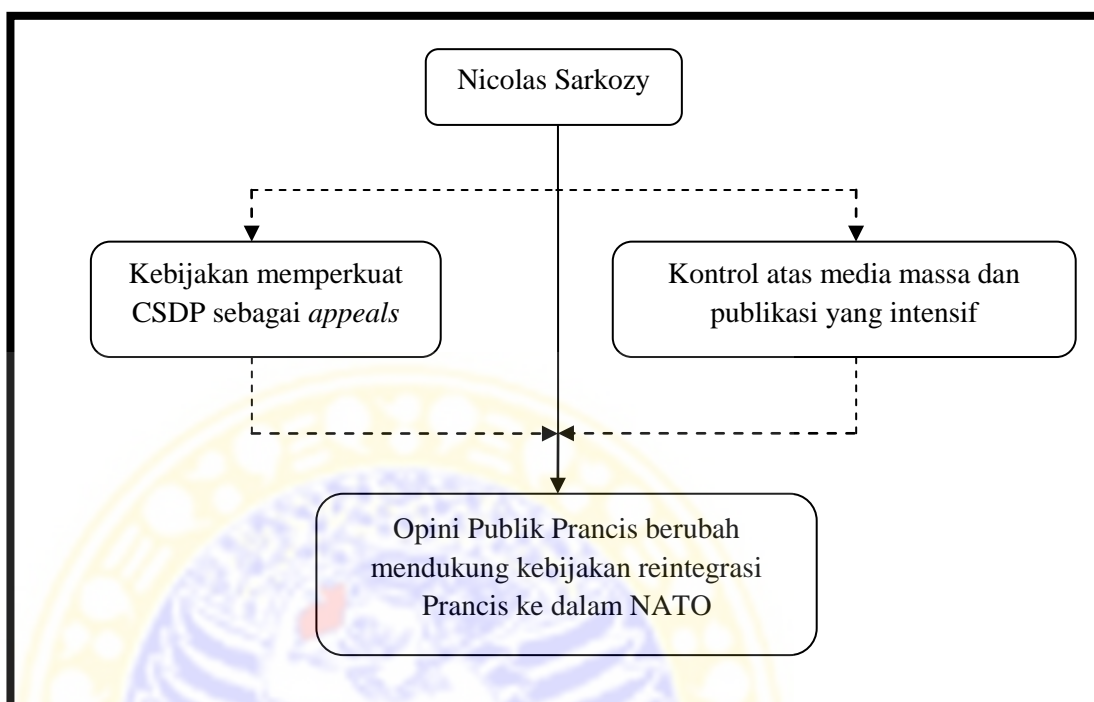 Nicolas Sarkozy
Kebijakan memperkuat
CSDP sebagai appeals
Kontrol atas media massa dan
publikasi yang intensif
Opini Publik Prancis berubah
mendukung kebijakan reintegrasi
Prancis ke dalam NATO